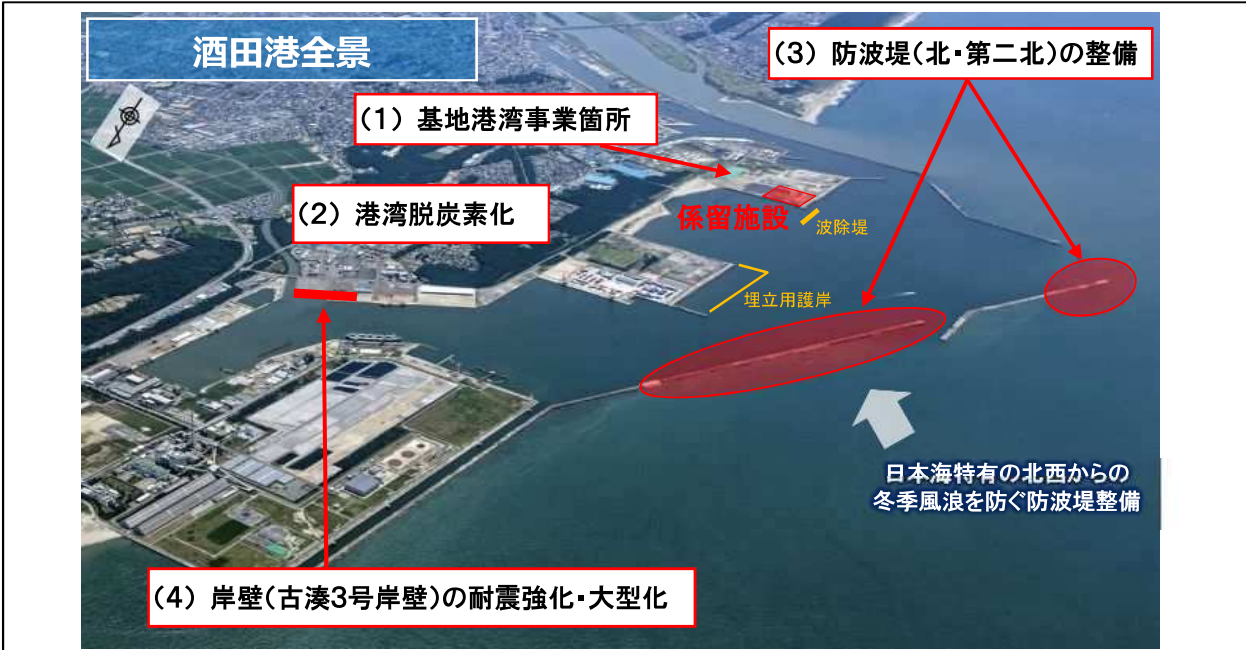 酒田港全景
(3) 防波堤(北・第二北)の整備
(1) 基地港湾事業箇所
(2) 港湾脱炭素化
係留施設
波除堤
埋立用護岸
日本海特有の北西からの
冬季風浪を防ぐ防波堤整備
(4) 岸壁(古湊3号岸壁)の耐震強化・大型化